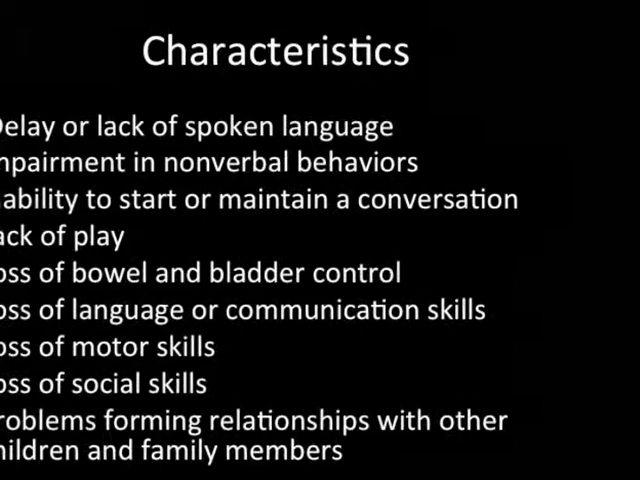 Characteristics
Delay or lack of spoken language
mpairment in nonverbal behaviors
ability to start or maintain a conversation
ack of play
oss of bowel and bladder control
oss of language or communication skills
oss of motor skills
oss of social skills
roblems forming relationships with other
hildren and family members